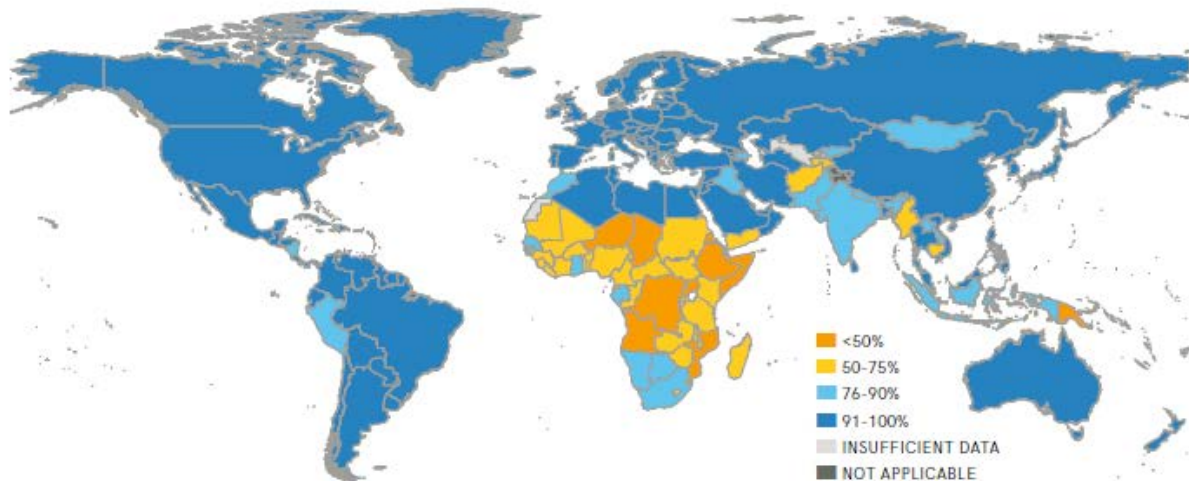 <50%
50-75%
76-90%
91-100%
INSUFFICIENT DATA
NOT APPLICABLE